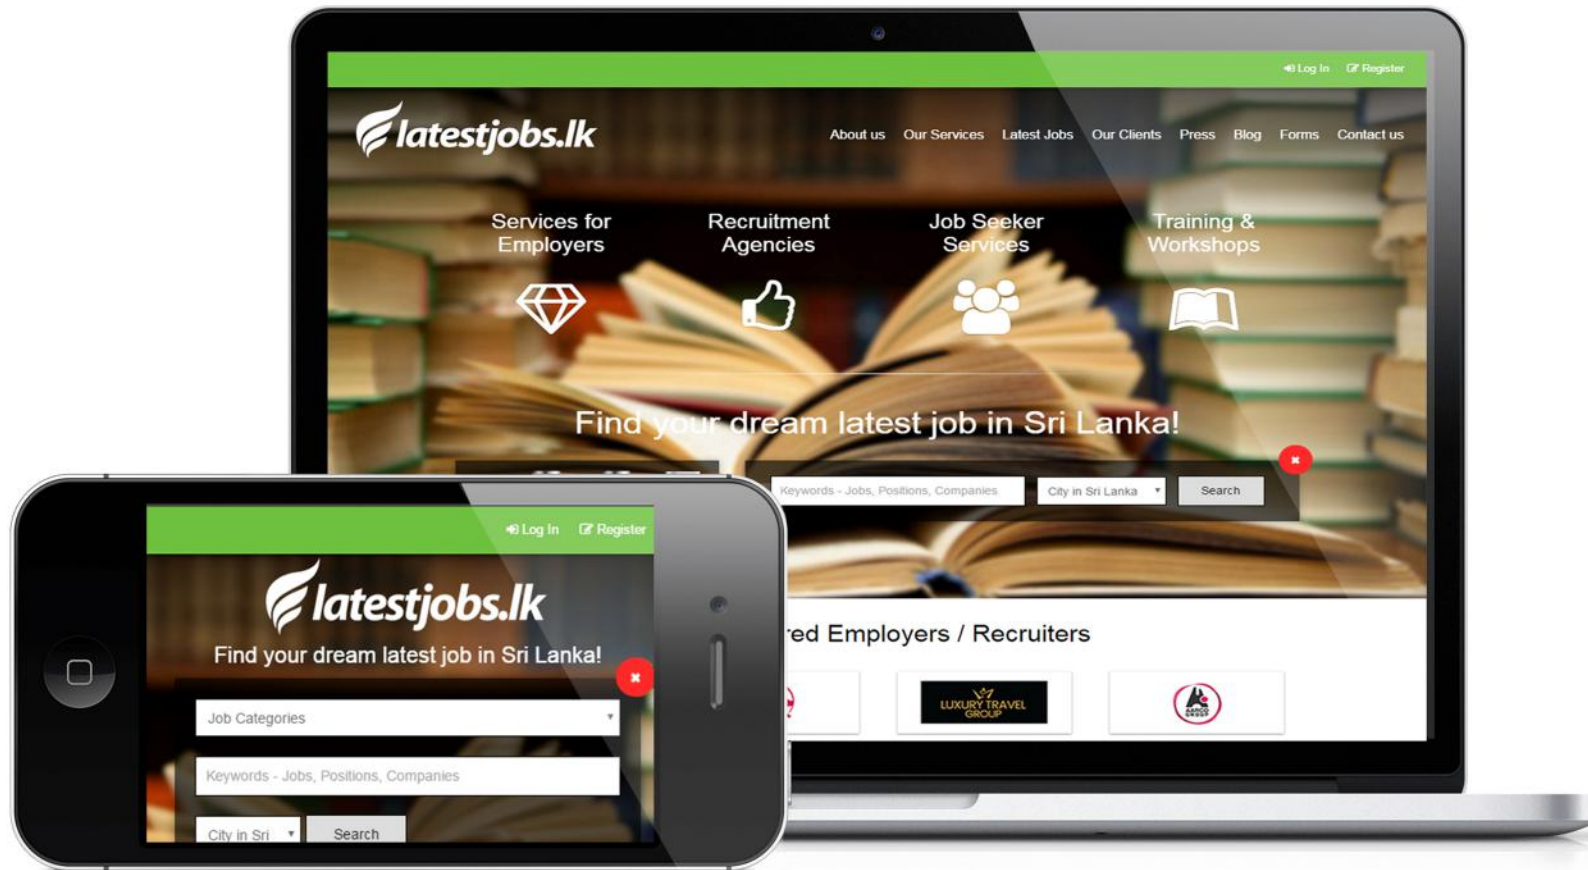 Log In Register
latestjobs.lk
About us Our Services Latest Jobs Our Clients Press Blog Forms Contact us
Services for Employers
Recruitment Agencies
Job Seeker Services
Training & Workshops
Find your dream latest job in Sri Lanka!
Keywords - Jobs, Positions, Companies City in Sri Lanka Search
red Employers / Recruiters
LUXURY TRAVEL
GROUP
AARCO
GROUP
Log In Register
latestjobs.lk
Find your dream latest job in Sri Lanka!
Job Categories
Keywords - Jobs, Positions, Companies
City in Sri Search